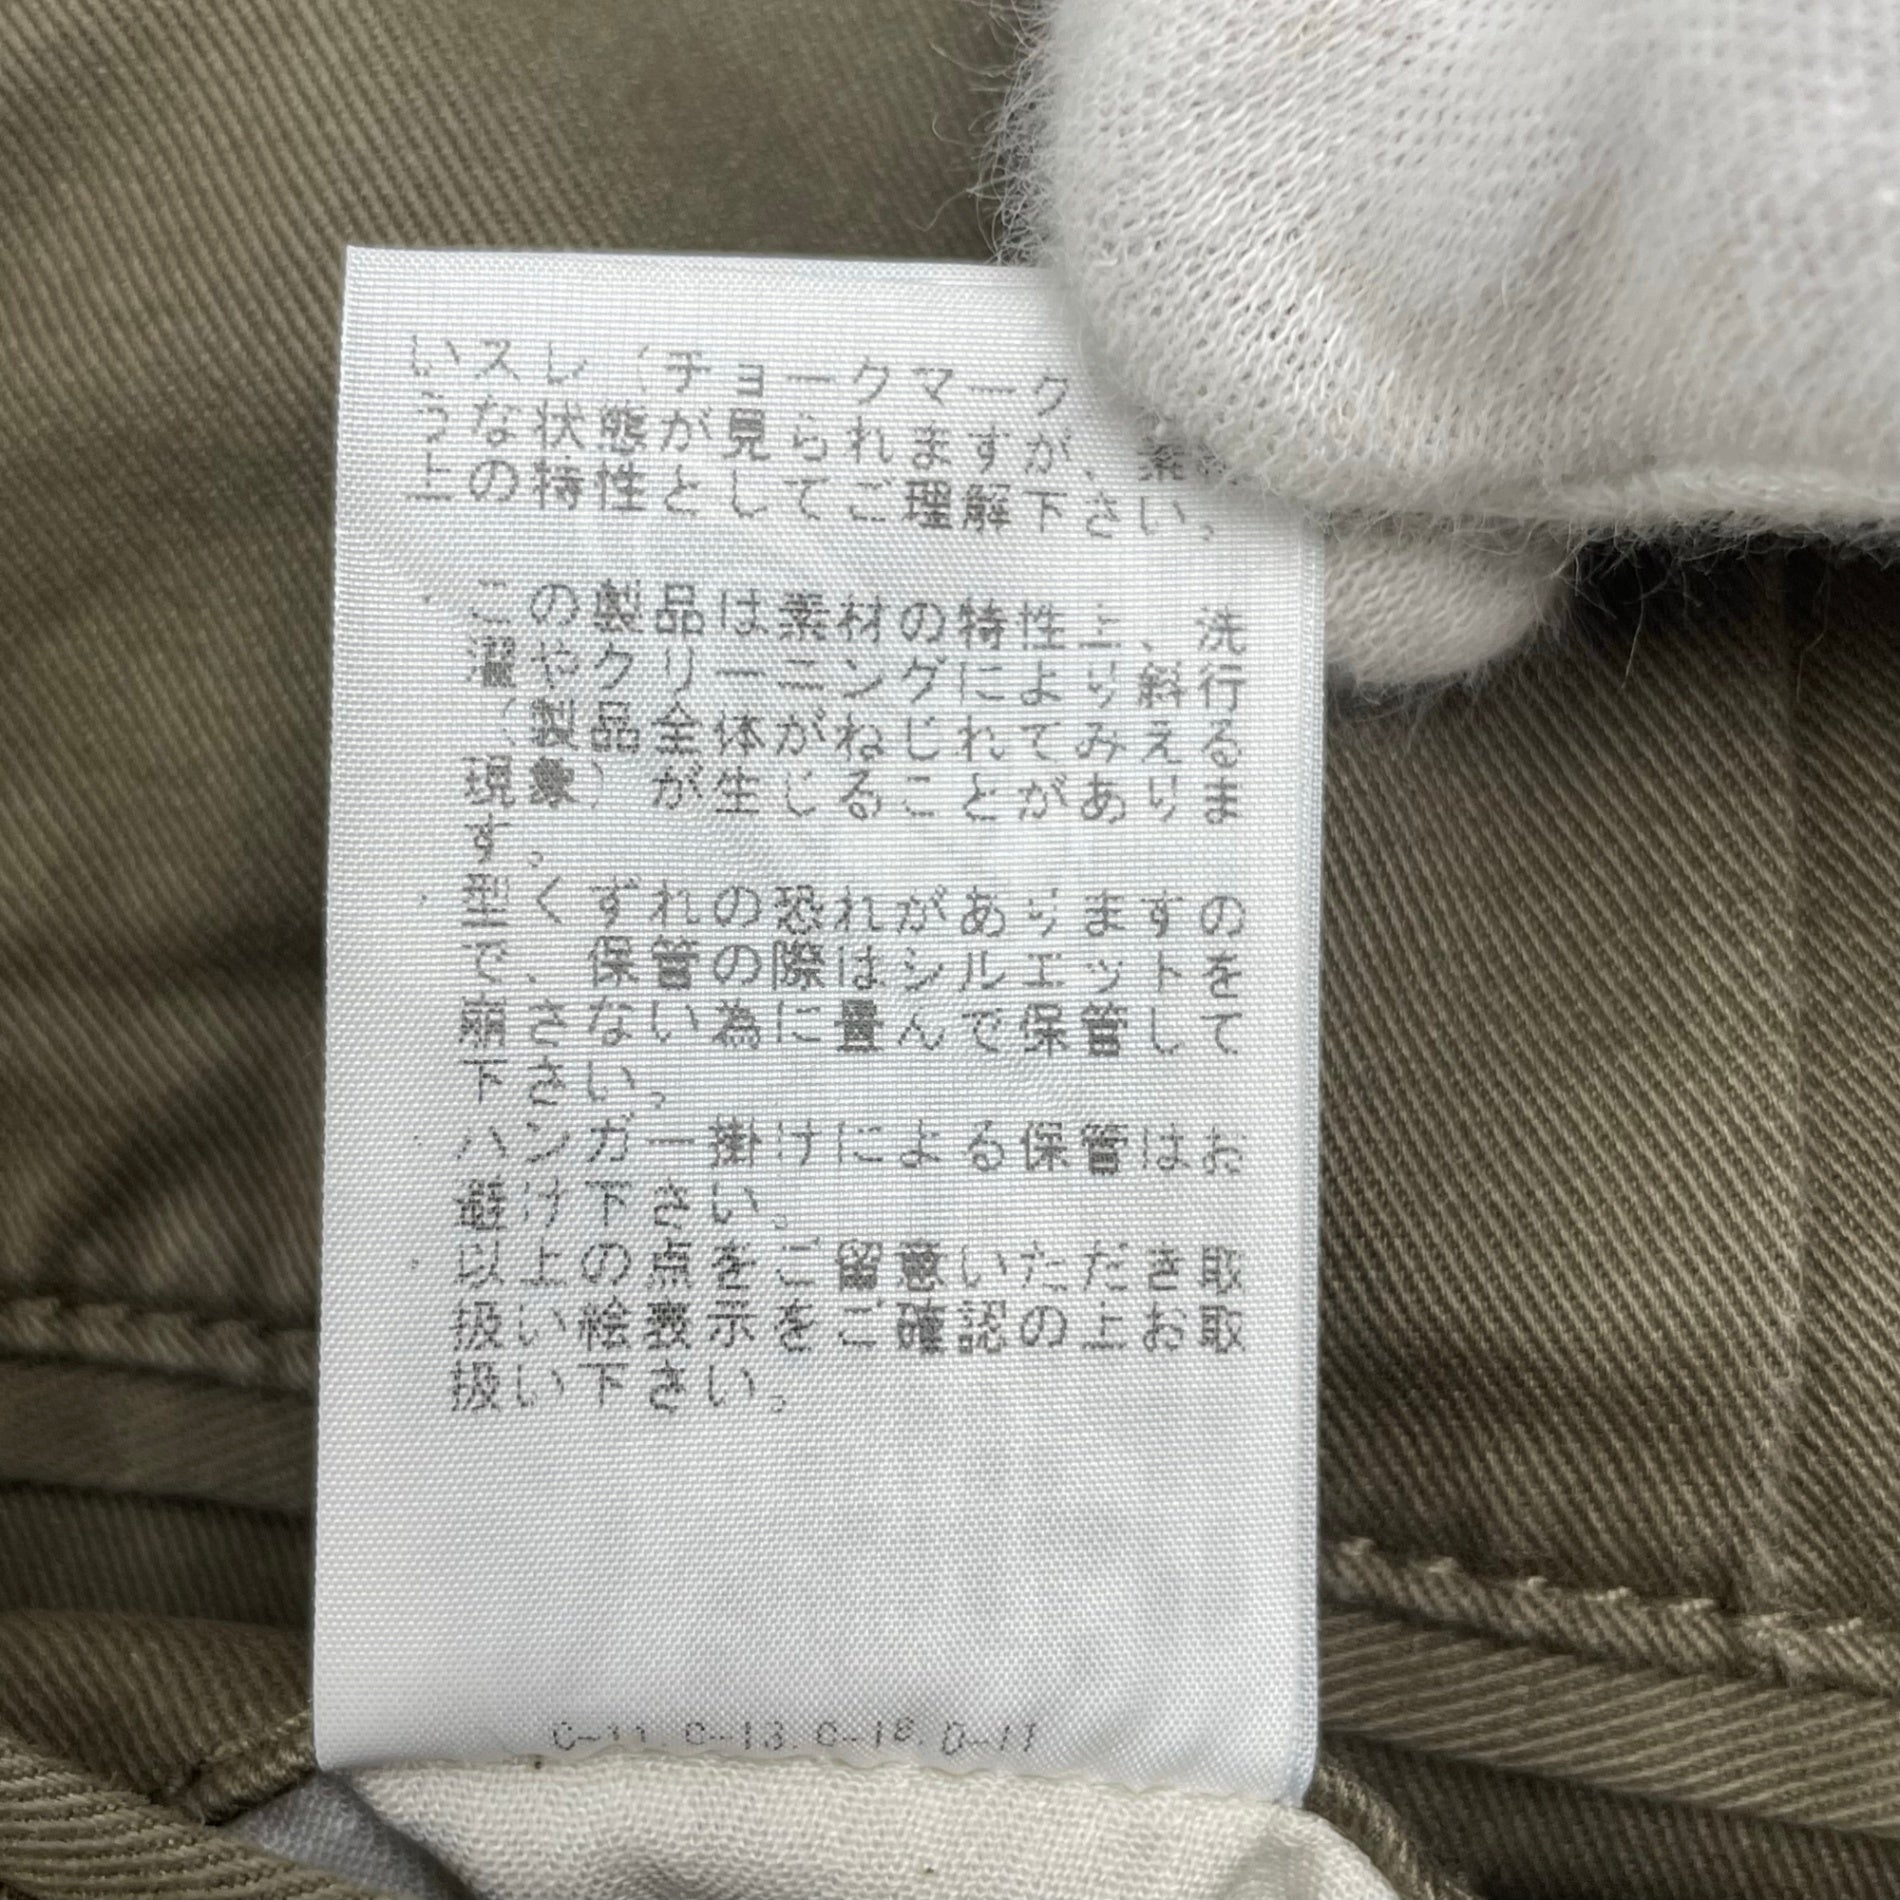 いスレ（チョークマーク
うな状態が見られますが、素
上の特性としてご理解下さい。
・この製品は素材の特性上、洗
濯やクリーニングにより斜行
（製品全体がねじれてみえる
現象）が生じることがありま
す。
・型くずれの恐れがありますの
で、保管の際はシルエットを
崩さない為に畳んで保管して
下さい。
・ハンガー掛けによる保管はお
避け下さい。
・以上の点をご留意いただき取
扱い絵表示をご確認の上お取
扱い下さい。
C-11. C-13. C-18. D-11